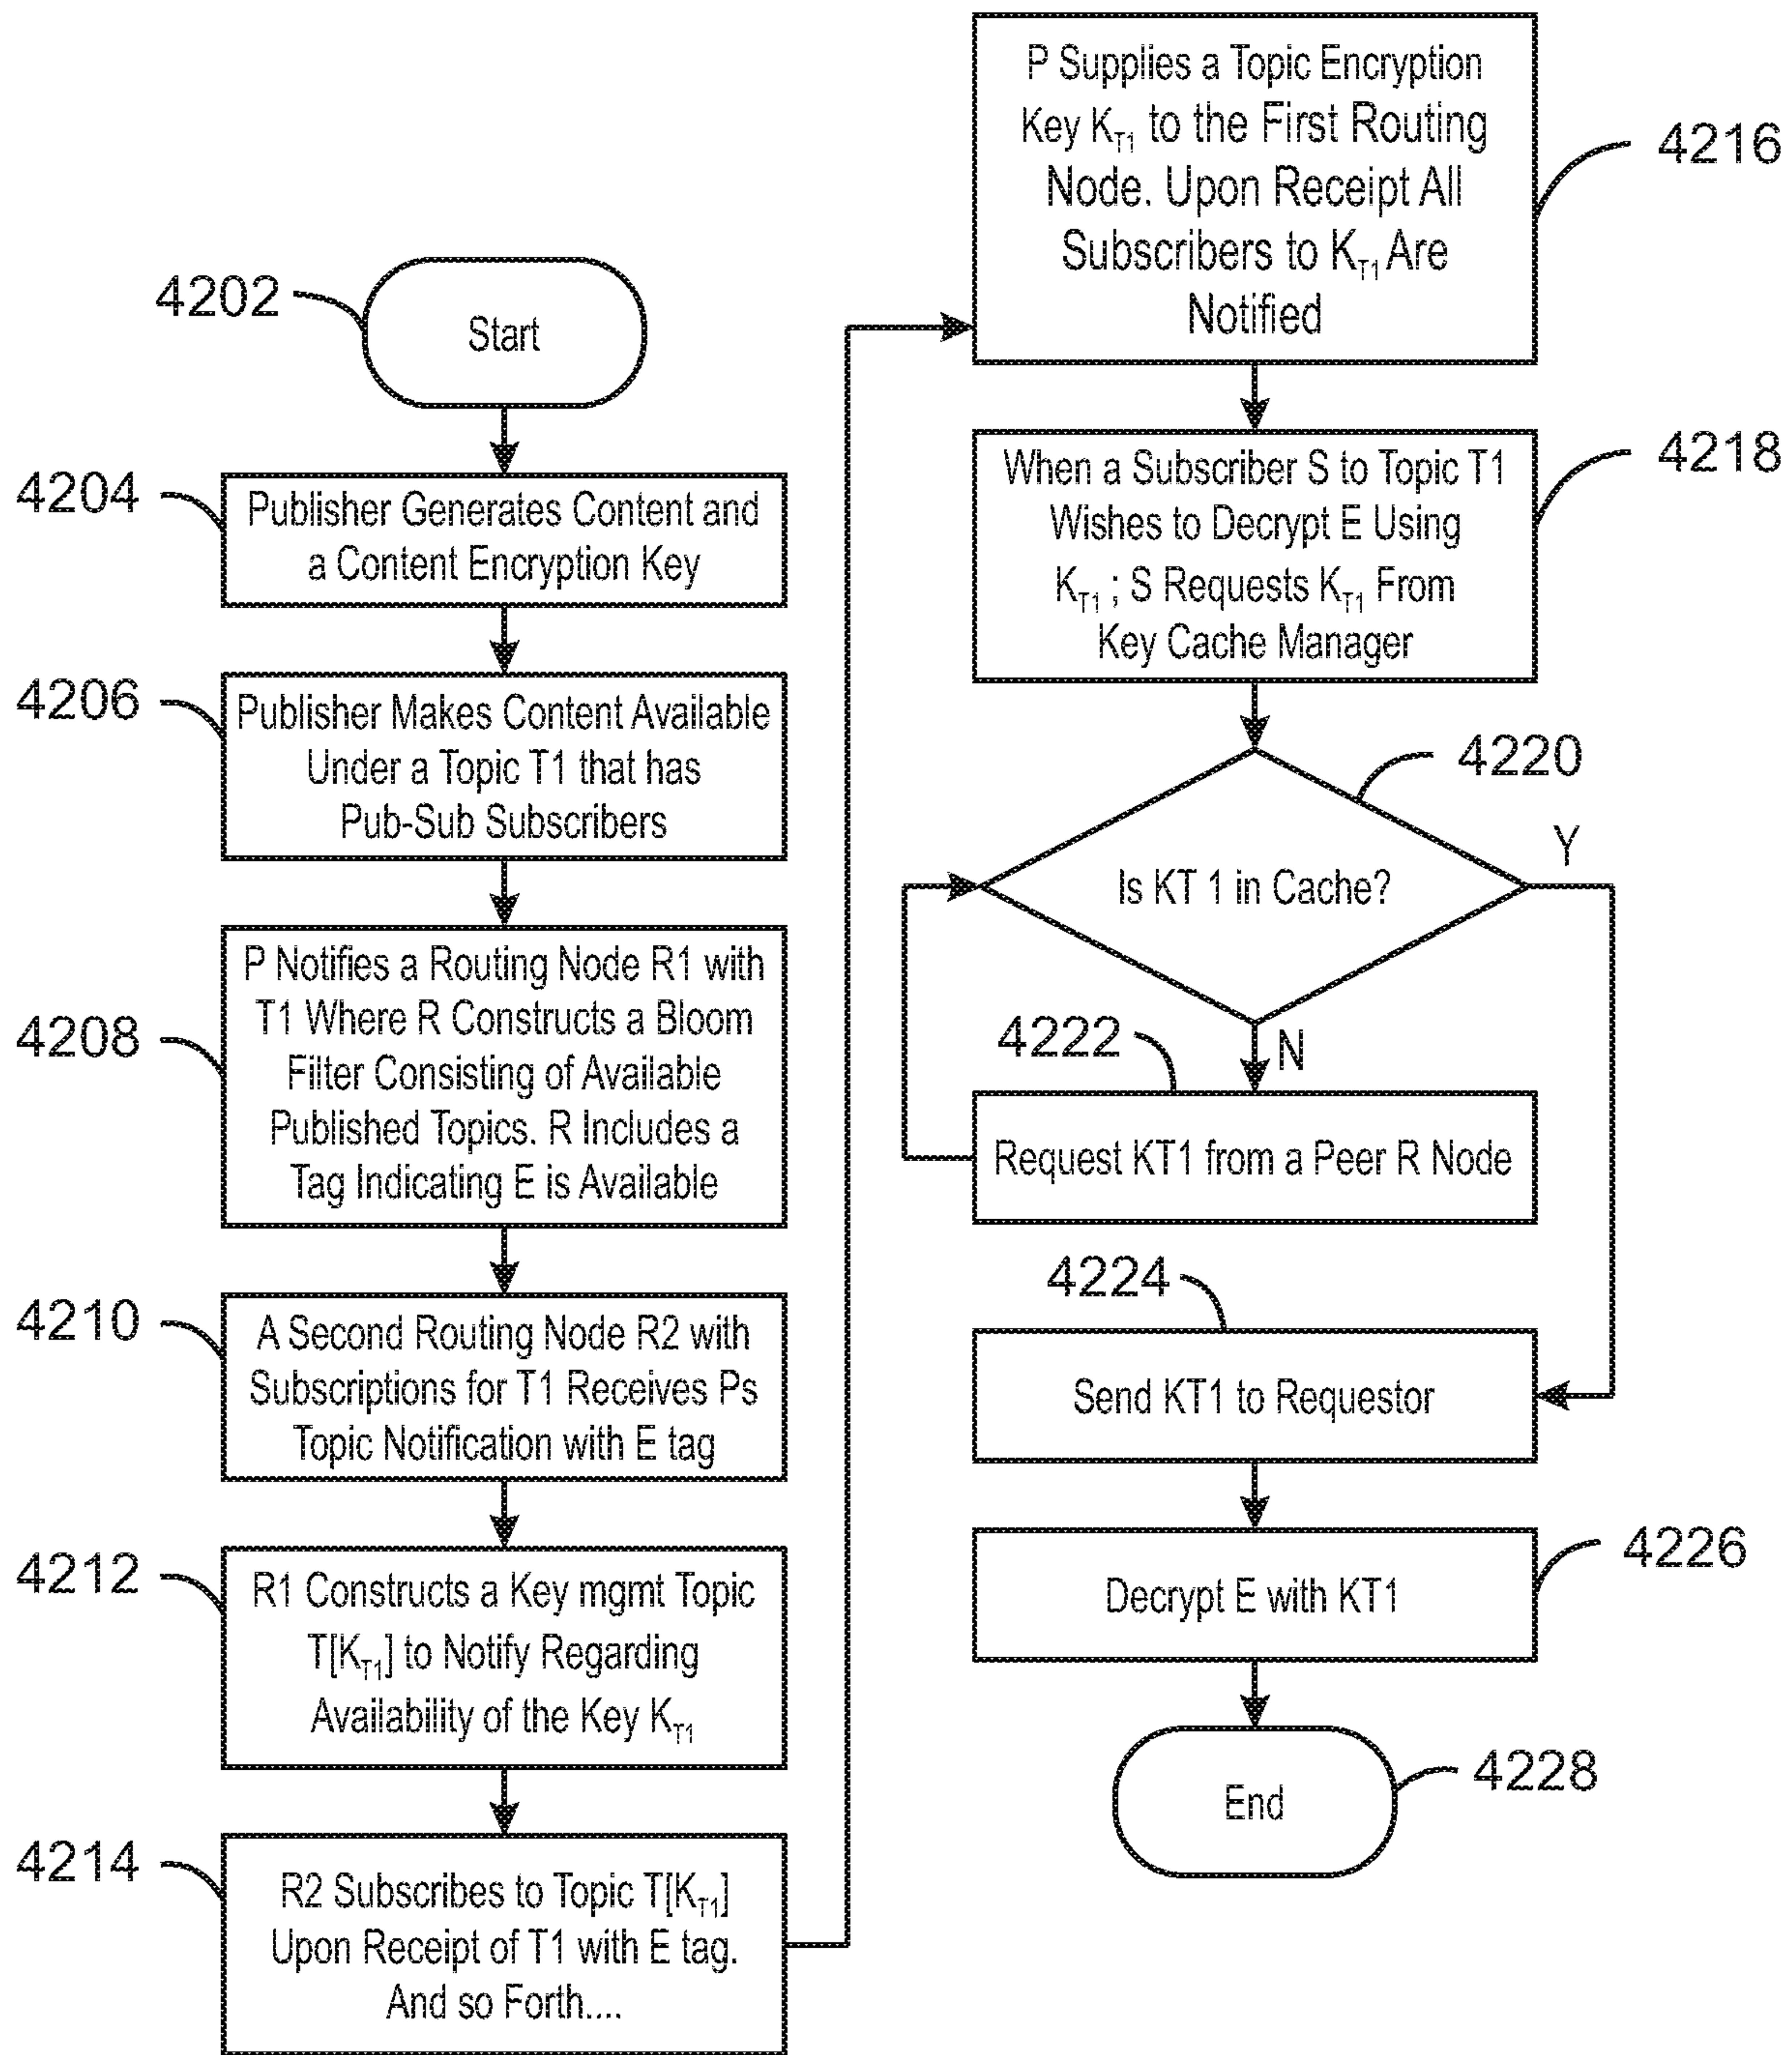 4202
Start
4204
Publisher Generates Content and
a Content Encryption Key
4206
Publisher Makes Content Available
Under a Topic T1 that has
Pub-Sub Subscribers
4208
P Notifies a Routing Node R1 with
T1 Where R Constructs a Bloom
Filter Consisting of Available
Published Topics. R Includes a
Tag Indicating E is Available
4210
A Second Routing Node R2 with
Subscriptions for T1 Receives Ps
Topic Notification with E tag
4212
R1 Constructs a Key mgmt Topic
T[K_T1] to Notify Regarding
Availability of the Key K_T1
4214
R2 Subscribes to Topic T[K_T1]
Upon Receipt of T1 with E tag.
And so Forth....
4216
P Supplies a Topic Encryption
Key K_T1 to the First Routing
Node. Upon Receipt All
Subscribers to K_T1 Are
Notified
4218
When a Subscriber S to Topic T1
Wishes to Decrypt E Using
K_T1 ; S Requests K_T1 From
Key Cache Manager
4220
Is KT 1 in Cache?
Y
N
4222
Request KT1 from a Peer R Node
4224
Send KT1 to Requestor
4226
Decrypt E with KT1
4228
End